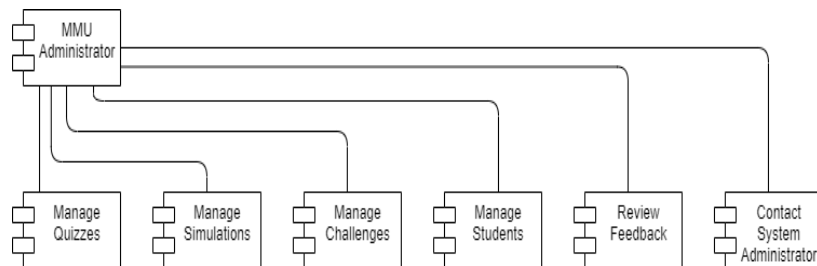 MMU
Administrator
Manage
Quizzes
Manage
Simulations
Manage
Challenges
Manage
Students
Review
Feedback
Contact
System
Administrator